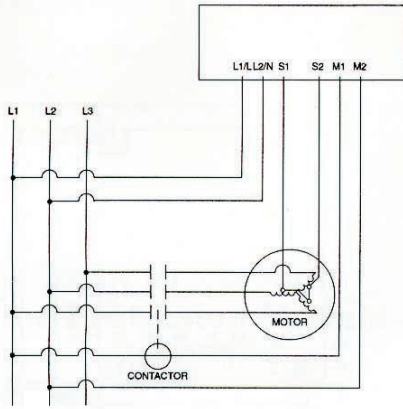 L1/L L2/N S1 S2 M1 M2
L1 L2 L3
MOTOR
CONTACTOR